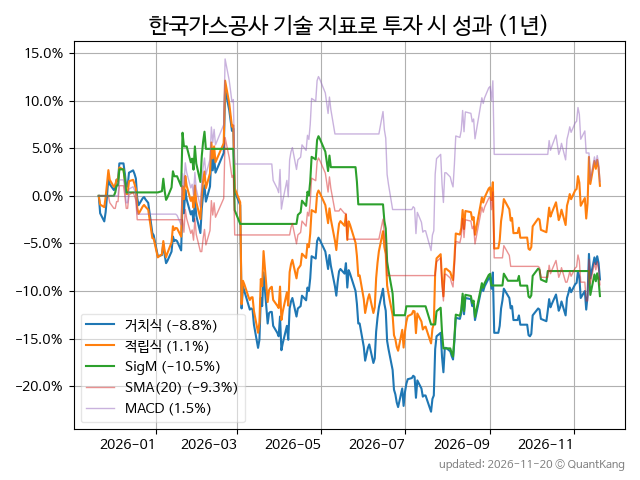 한국가스공사 기술 지표로 투자 시 성과 (1년)
15.0%
10.0%
5.0%
0.0%
−5.0%
−10.0%
−15.0%
−20.0%
거치식 (−8.8%)
적립식 (1.1%)
SigM (−10.5%)
SMA(20) (−9.3%)
MACD (1.5%)
2026-01 2026-03 2026-05 2026-07 2026-09 2026-11
updated: 2026-11-20 © QuantKang